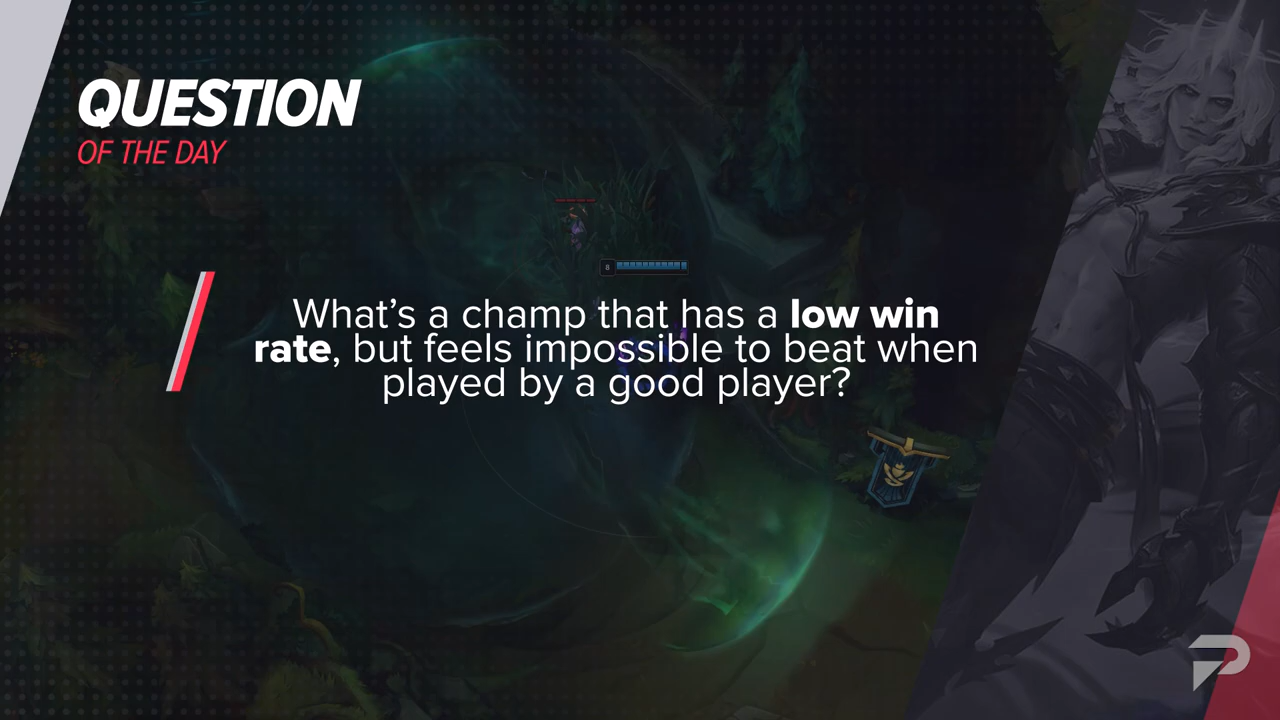 QUESTION
OF THE DAY
8
What’s a champ that has a low win
rate, but feels impossible to beat when
played by a good player?